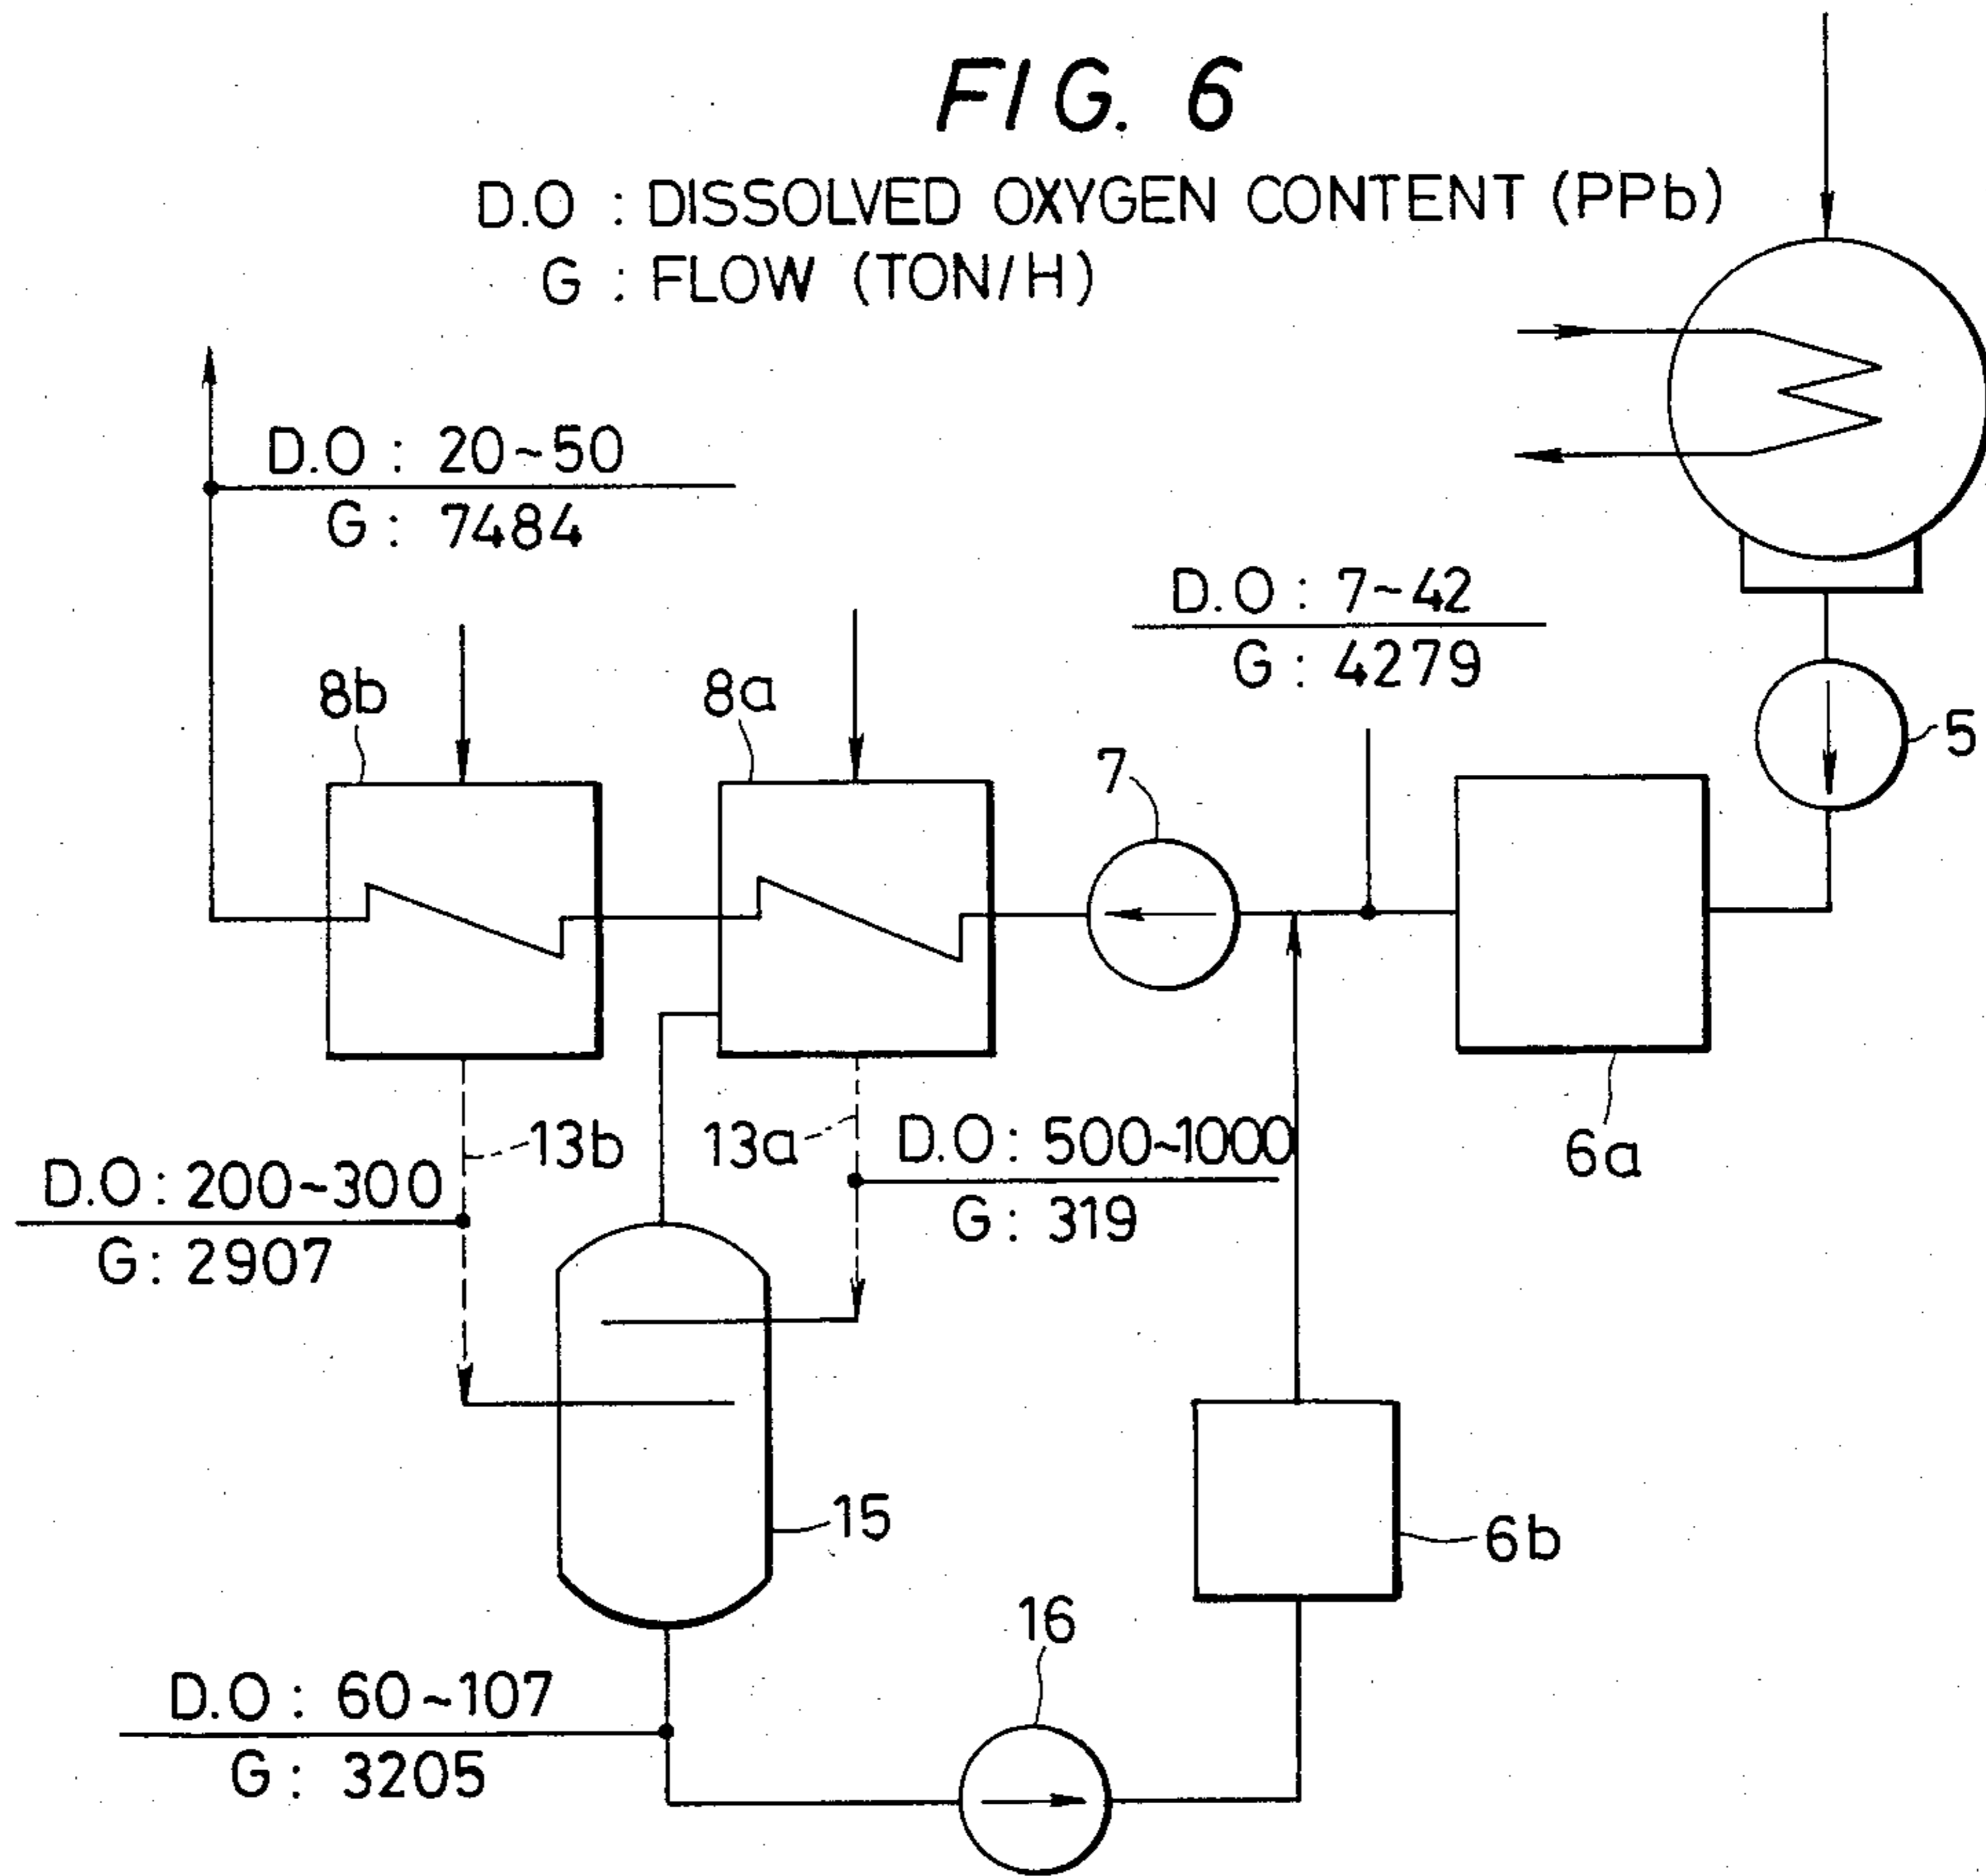 FIG. 6
D.O : DISSOLVED OXYGEN CONTENT (PPb)
G : FLOW (TON/H)
D.O : 20~50
G : 7484
D.O : 7~42
G : 4279
8b
8a
7
5
13b
13a
D.O : 500~1000
G : 319
6a
D.O : 200~300
G : 2907
15
6b
16
D.O : 60~107
G : 3205